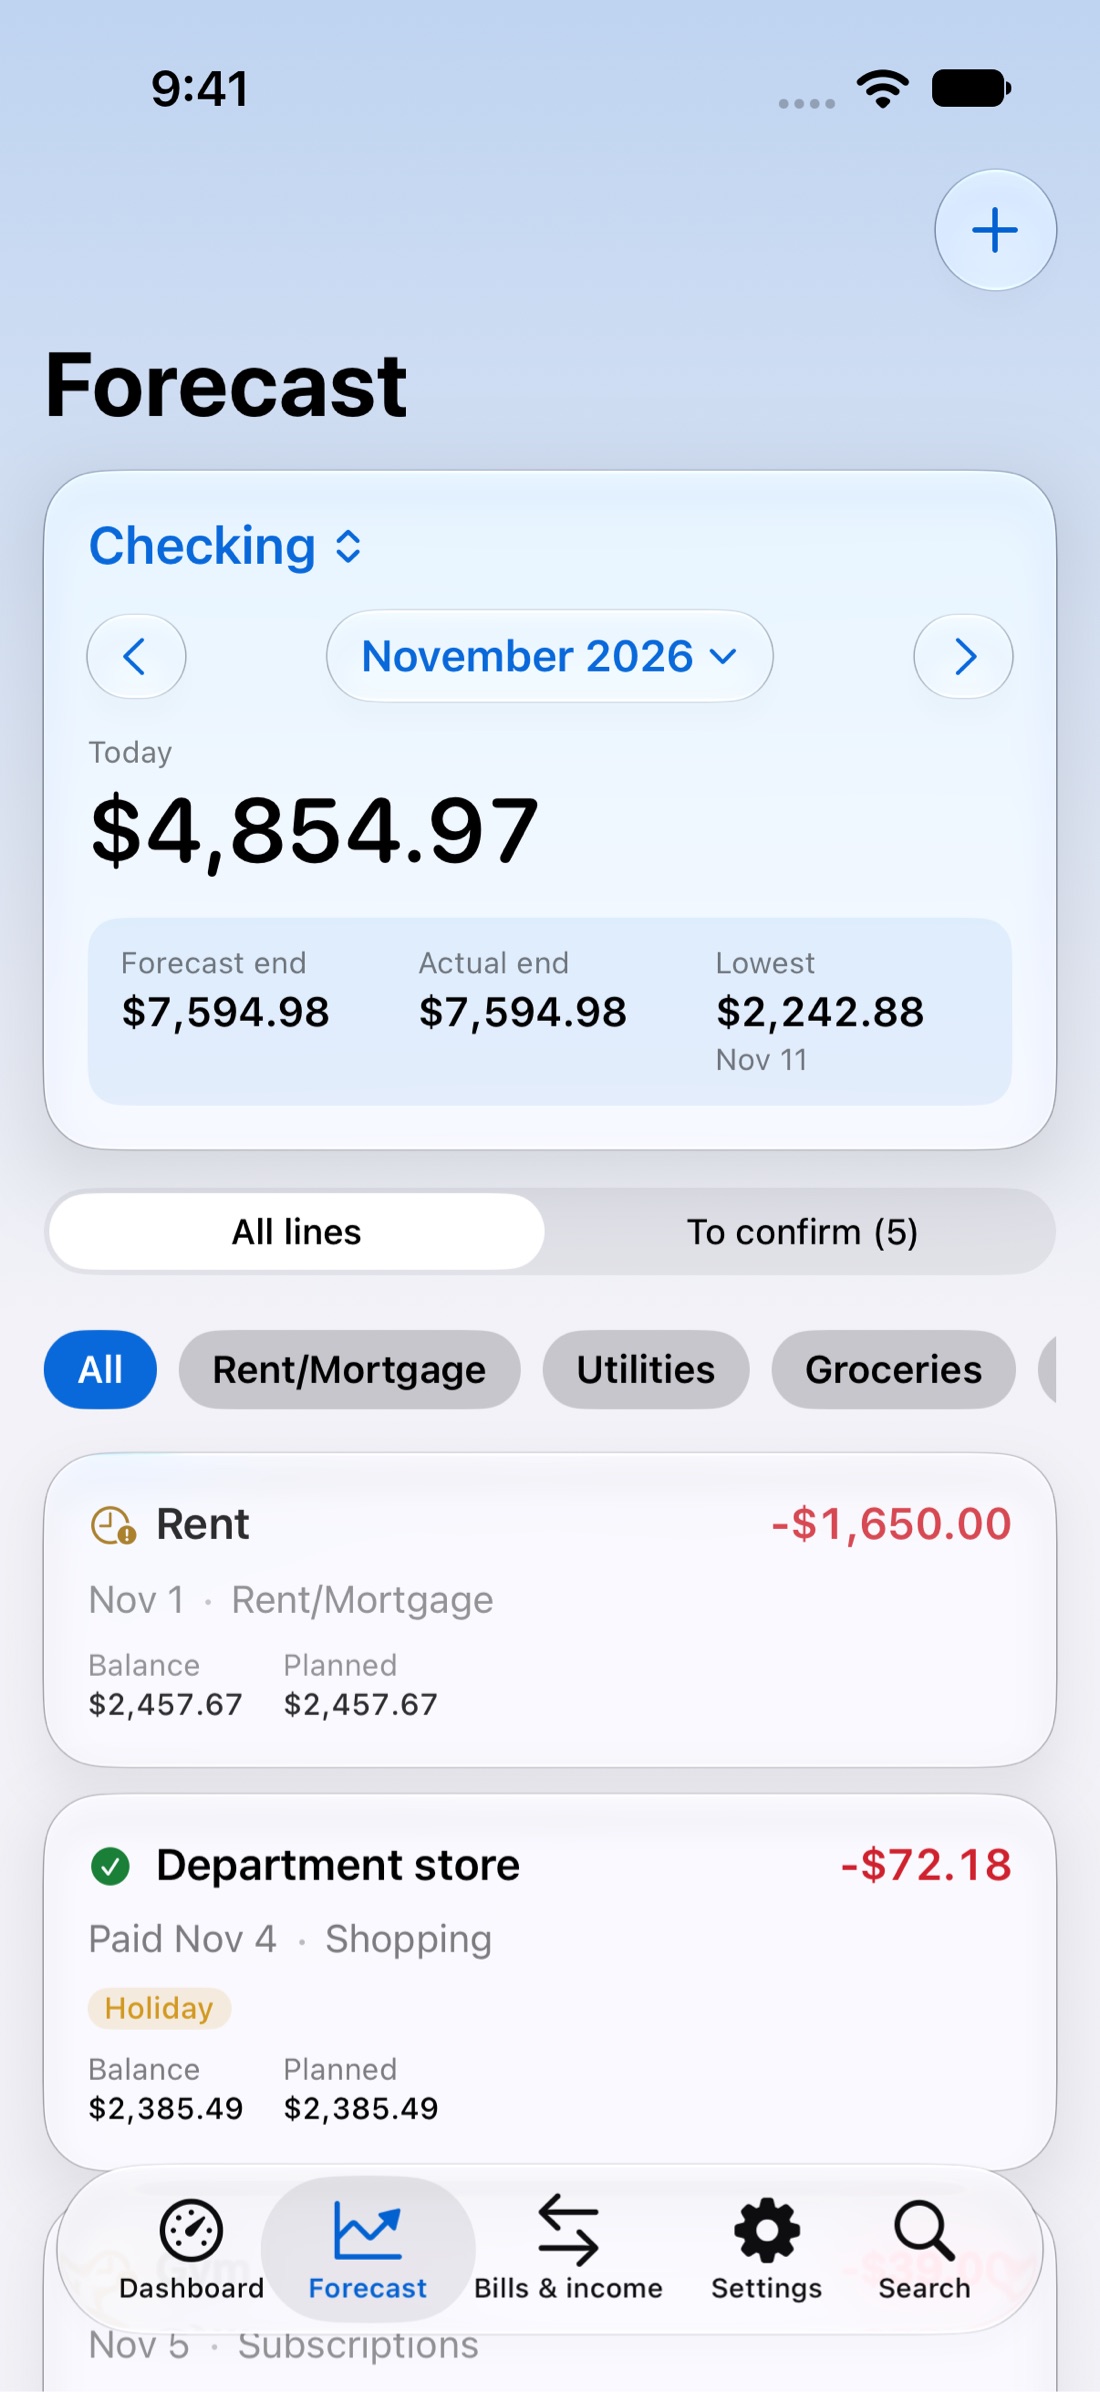 9:41
Forecast
Checking
November 2026
Today
$4,854.97
Forecast end Actual end Lowest
$7,594.98 $7,594.98 $2,242.88
Nov 11
All lines To confirm (5)
All Rent/Mortgage Utilities Groceries
Rent -$1,650.00
Nov 1 · Rent/Mortgage
Balance Planned
$2,457.67 $2,457.67
Department store -$72.18
Paid Nov 4 · Shopping
Holiday
Balance Planned
$2,385.49 $2,385.49
Gym -$39.00
Dashboard Forecast Bills & income Settings Search
Nov 5 · Subscriptions